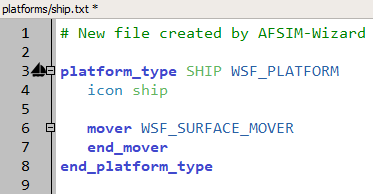 platforms/ship.txt *
1 # New file created by AFSIM-Wizard
2
3 platform_type SHIP WSF_PLATFORM
4 icon ship
5
6 mover WSF_SURFACE_MOVER
7 end_mover
8 end_platform_type
9